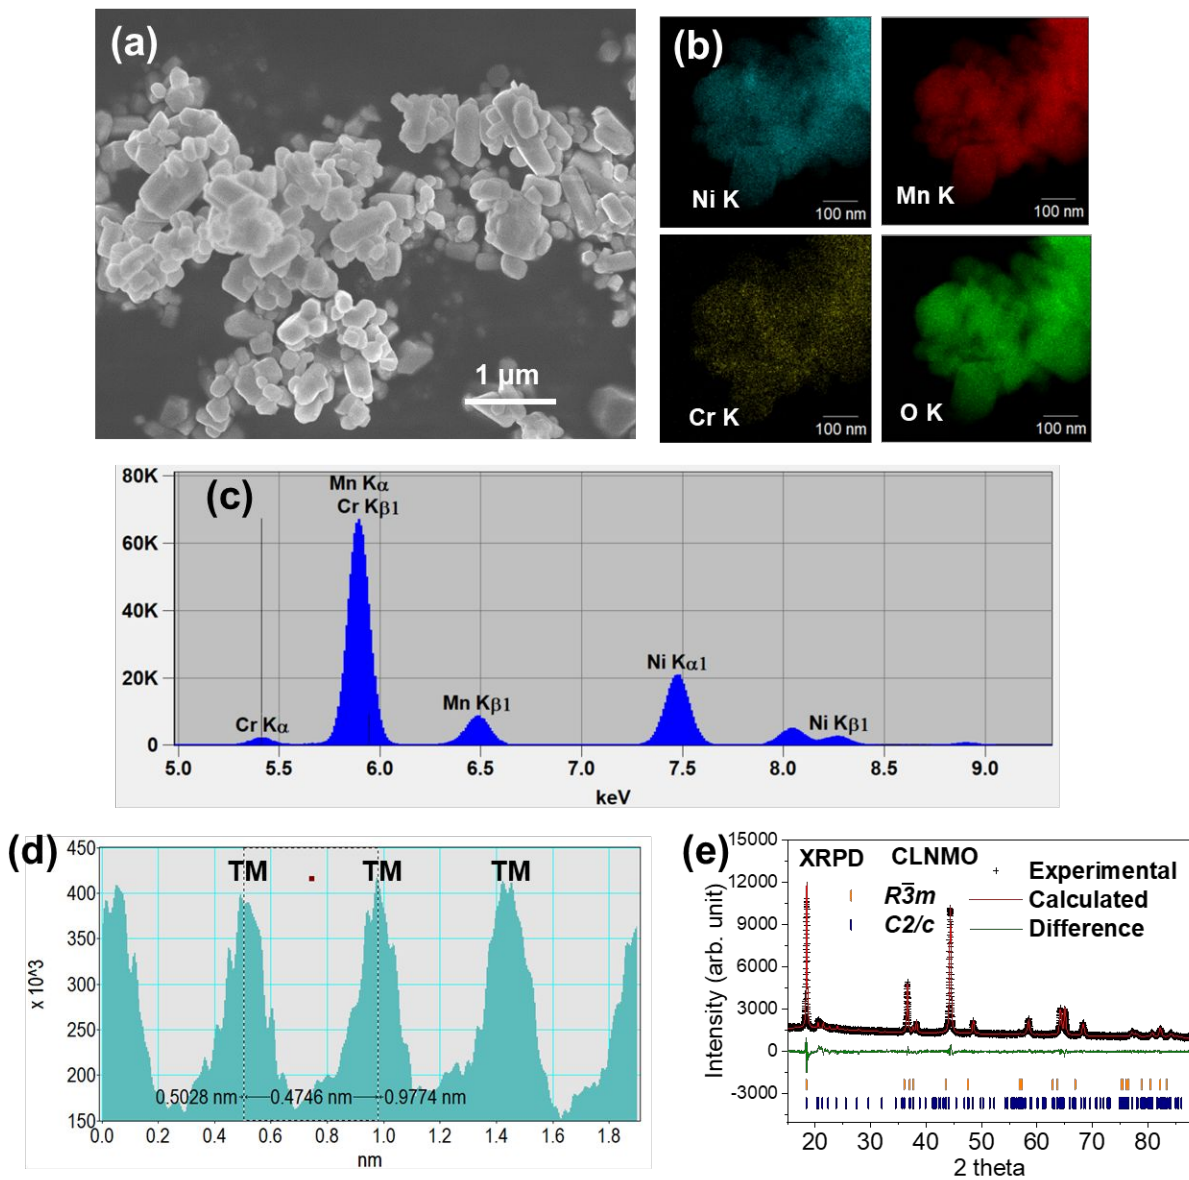 (a)
1 µm
(b)
Ni K
100 nm
Mn K
100 nm
Cr K
100 nm
O K
100 nm
(c)
80K
60K
40K
20K
0
Mn Kα
Cr Kβ1
Cr Kα
Mn Kβ1
Ni Kα1
Ni Kβ1
5.0 5.5 6.0 6.5 7.0 7.5 8.0 8.5 9.0
keV
(d)
450
400
350
300
250
200
150
x 10^3
TM TM TM
0.5028 nm 0.4746 nm 0.9774 nm
0.0 0.2 0.4 0.6 0.8 1.0 1.2 1.4 1.6 1.8
nm
(e)
15000
12000
9000
6000
3000
0
-3000
Intensity (arb. unit)
XRPD CLNMO
R3̅m
C2/c
Experimental
Calculated
Difference
20 30 40 50 60 70 80
2 theta